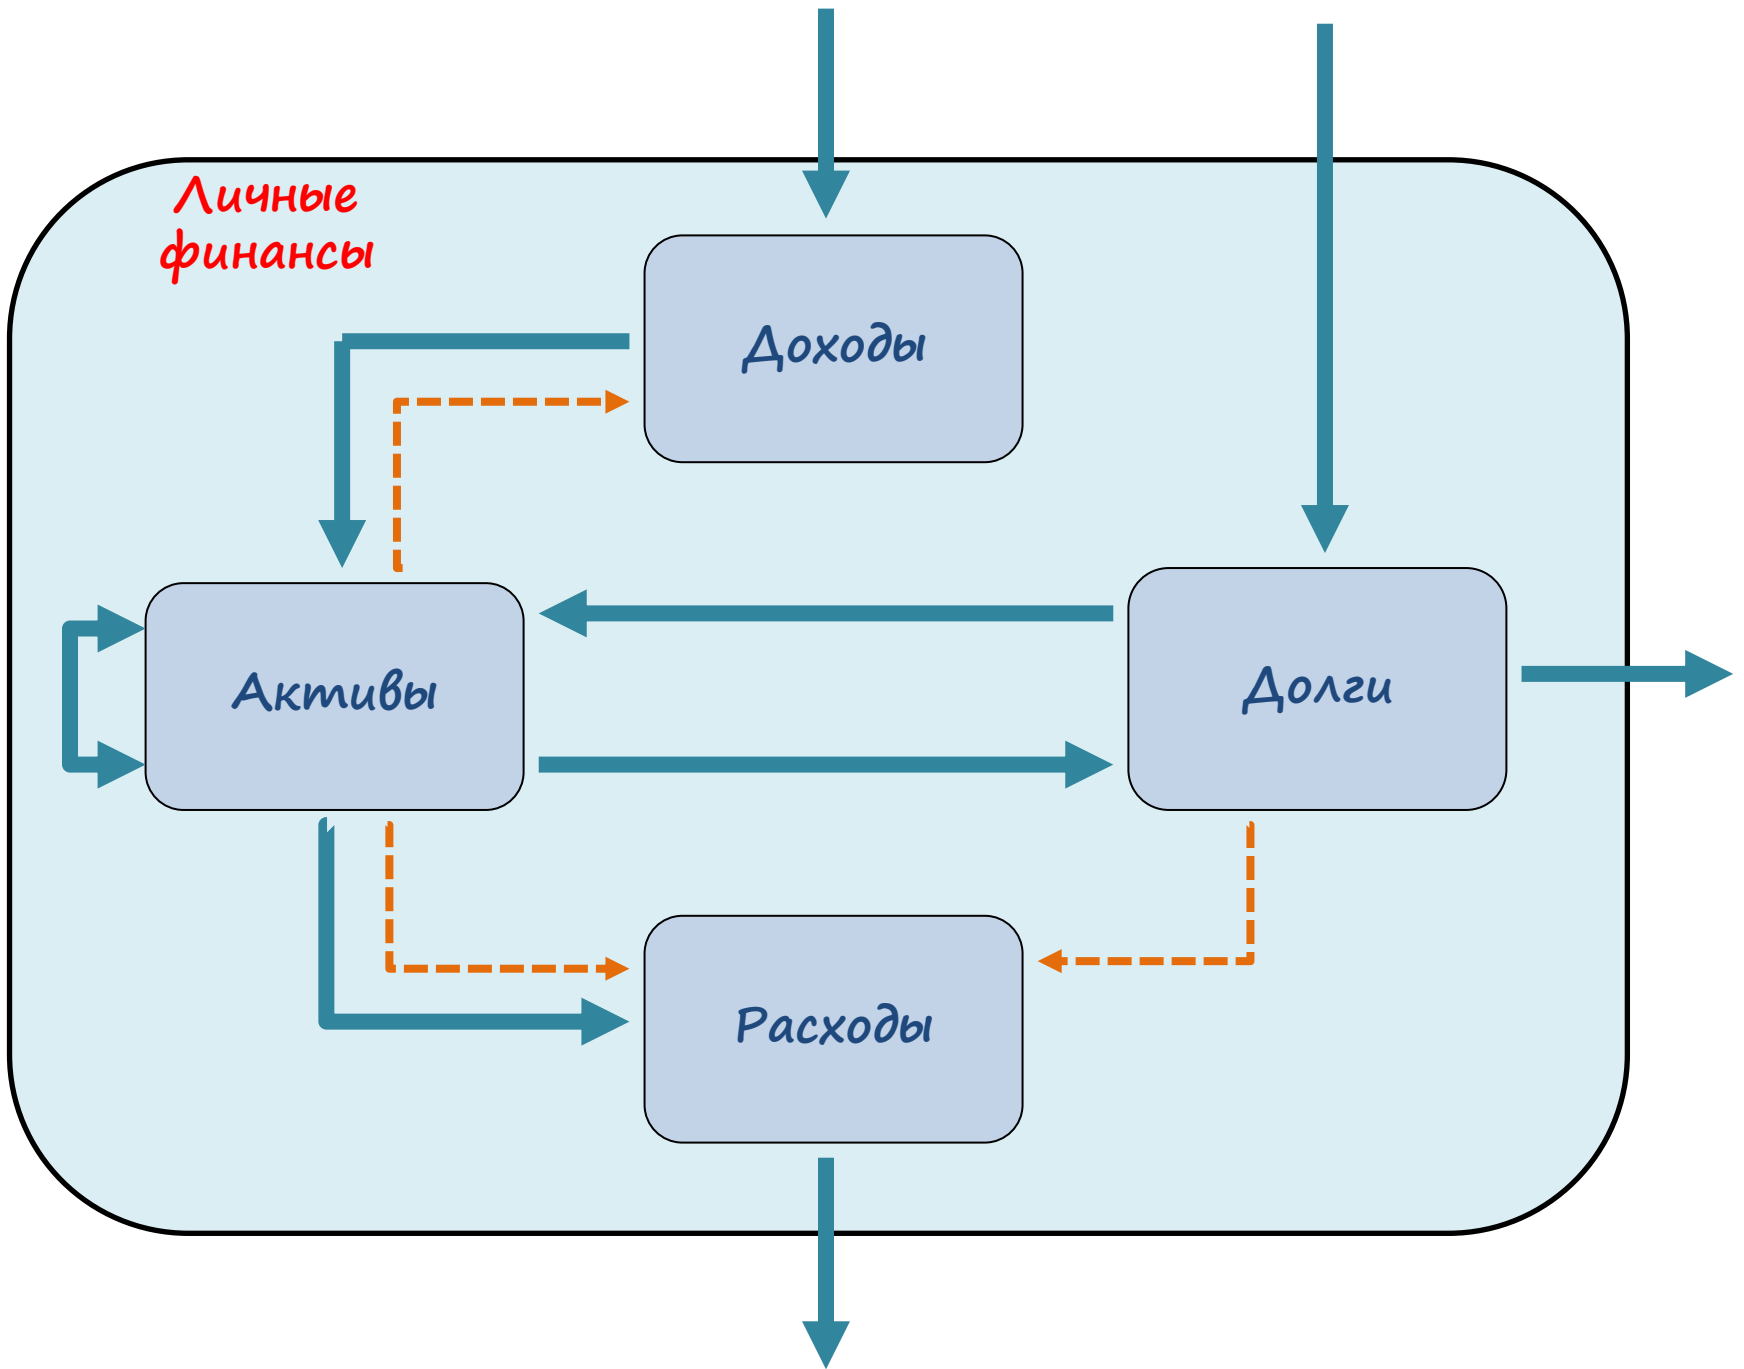 Личные
финансы
Доходы
Активы
Долги
Расходы